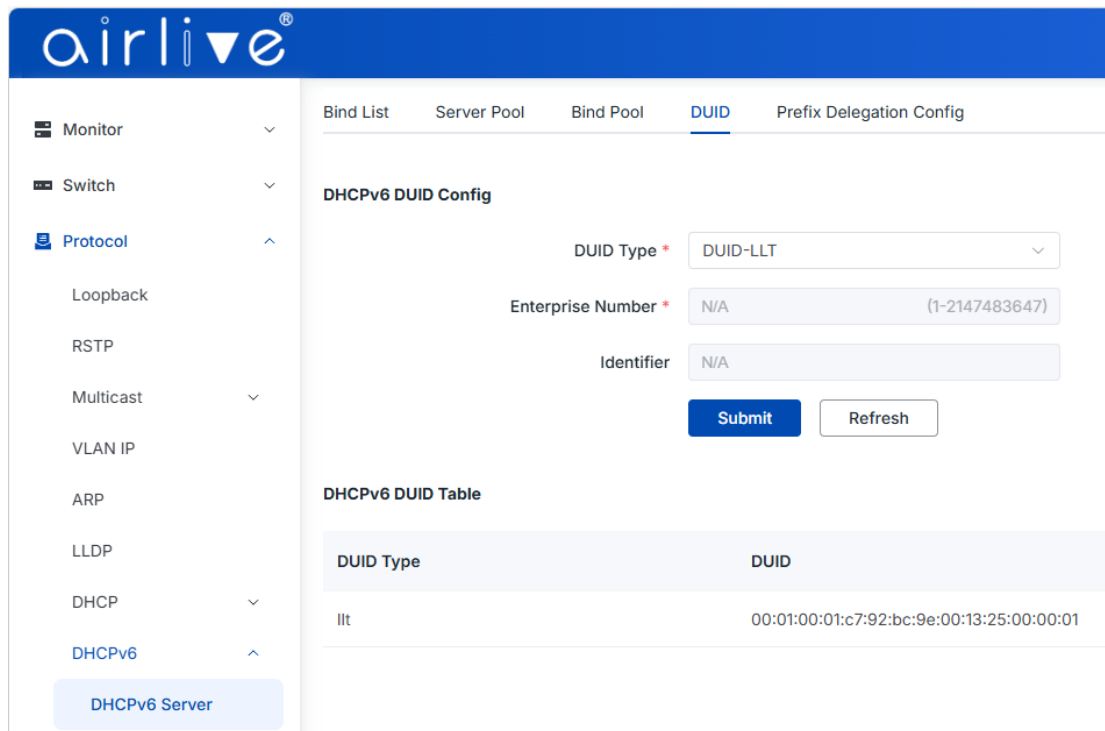 airlive®
Monitor
Switch
Protocol
Loopback
RSTP
Multicast
VLAN IP
ARP
LLDP
DHCP
DHCPv6
DHCPv6 Server
Bind List Server Pool Bind Pool DUID Prefix Delegation Config
DHCPv6 DUID Config
DUID Type * DUID-LLT
Enterprise Number * N/A (1-2147483647)
Identifier N/A
Submit Refresh
DHCPv6 DUID Table
DUID Type DUID
llt 00:01:00:01:c7:92:bc:9e:00:13:25:00:00:01